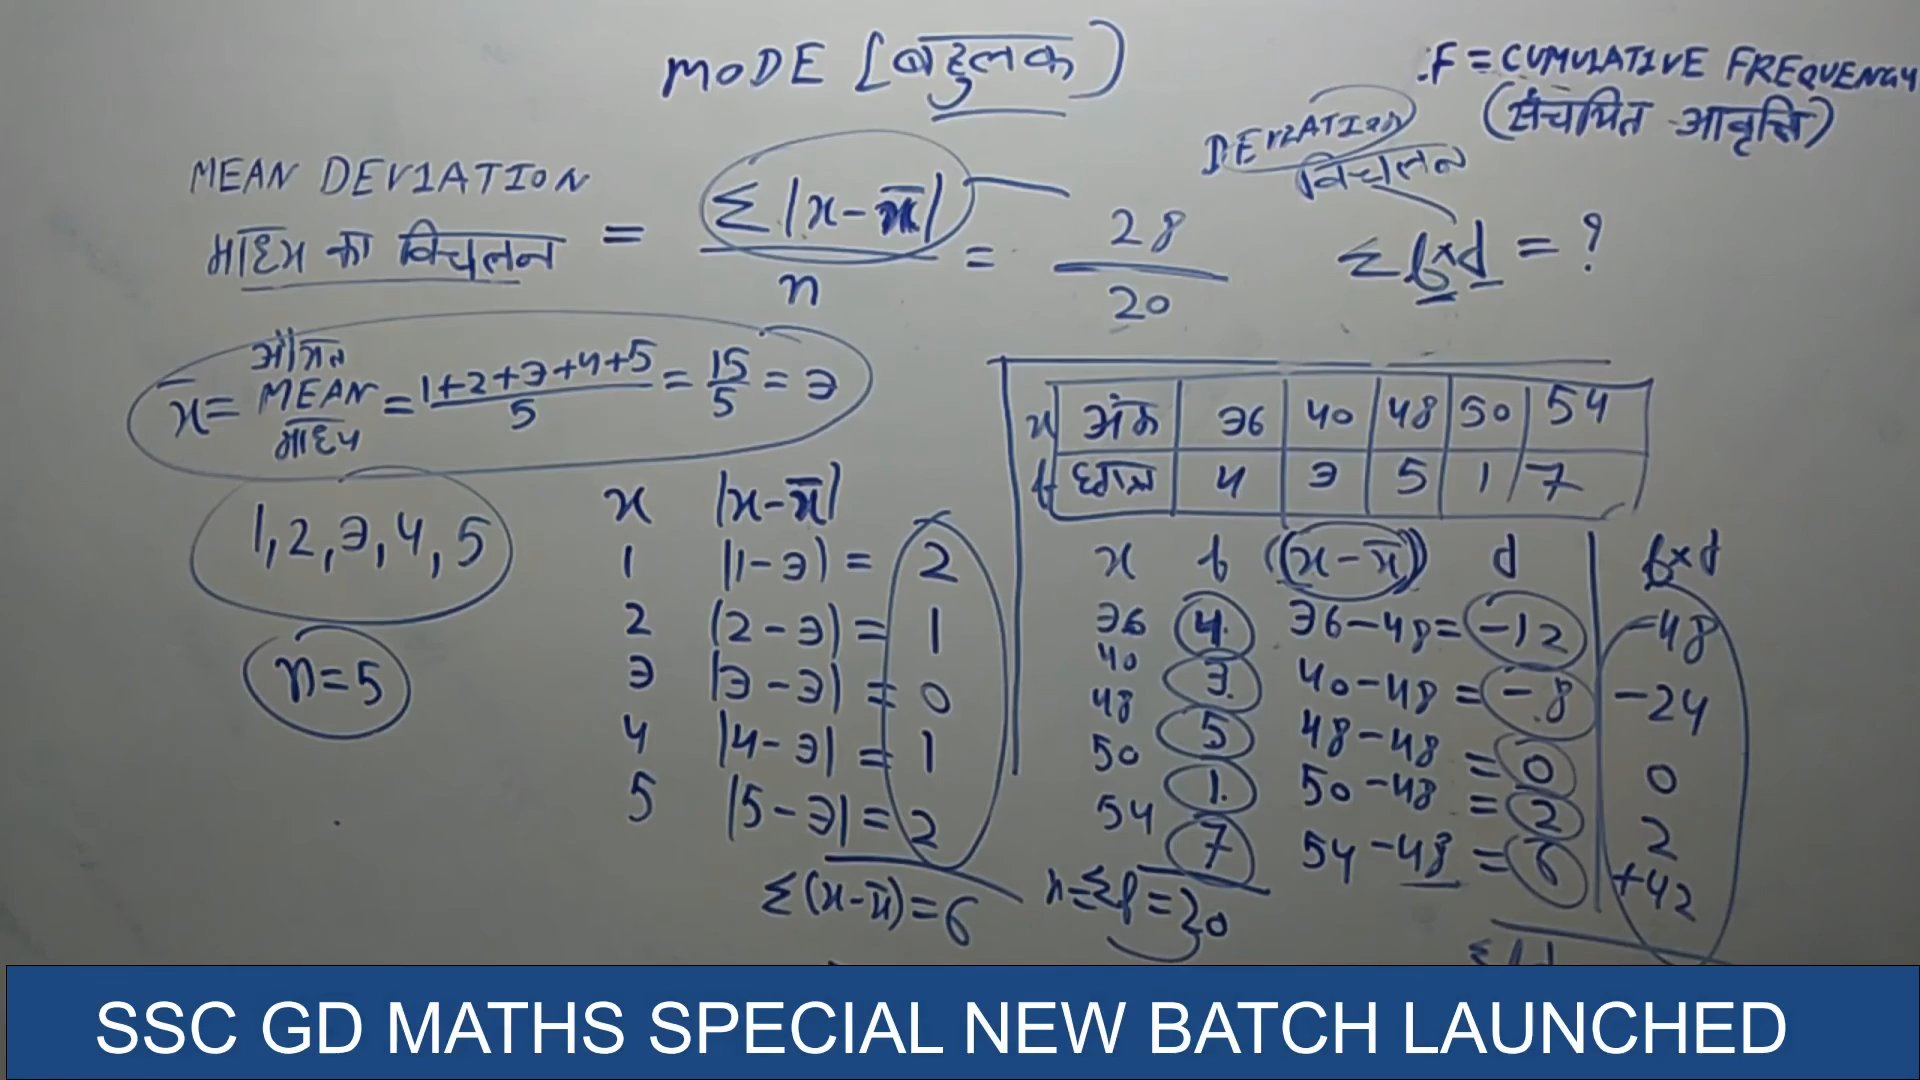 MODE [बहुलक]
.F = CUMULATIVE FREQUENCY
(संचयित आवृत्ति)
DEVIATION
विचलन
MEAN DEVIATION
माध्य का विचलन = Σ|x-x̄| / n = 28 / 20
Σ f×d = ?
x̄ = औसत MEAN माध्य = 1+2+3+4+5 / 5 = 15 / 5 = 3
1, 2, 3, 4, 5
n=5
x |x-x̄|
1 |1-3| = 2
2 (2-3) = 1
3 |3-3) = 0
4 |4-3| = 1
5 |5-3| = 2
Σ(x-x̄) = 6
x अंक 36 40 48 50 54
f छात्र 4 3 5 1 7
x f ((x-x̄)) d f×d
36 4 36-48 = -12 -48
40 3 40-48 = -8 -24
48 5 48-48 = 0 0
50 1 50-48 = 2 2
54 7 54-48 = 6 +42
n=Σf=20
SSC GD MATHS SPECIAL NEW BATCH LAUNCHED